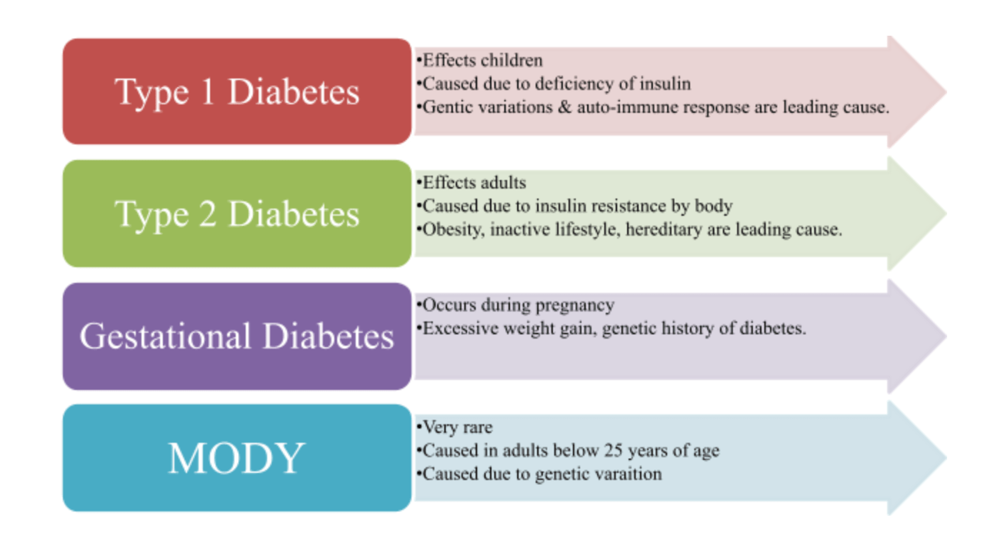 Type 1 Diabetes
•Effects children
•Caused due to deficiency of insulin
•Gentic variations & auto-immune response are leading cause.
Type 2 Diabetes
•Effects adults
•Caused due to insulin resistance by body
•Obesity, inactive lifestyle, hereditary are leading cause.
Gestational Diabetes
•Occurs during pregnancy
•Excessive weight gain, genetic history of diabetes.
MODY
•Very rare
•Caused in adults below 25 years of age
•Caused due to genetic varaition